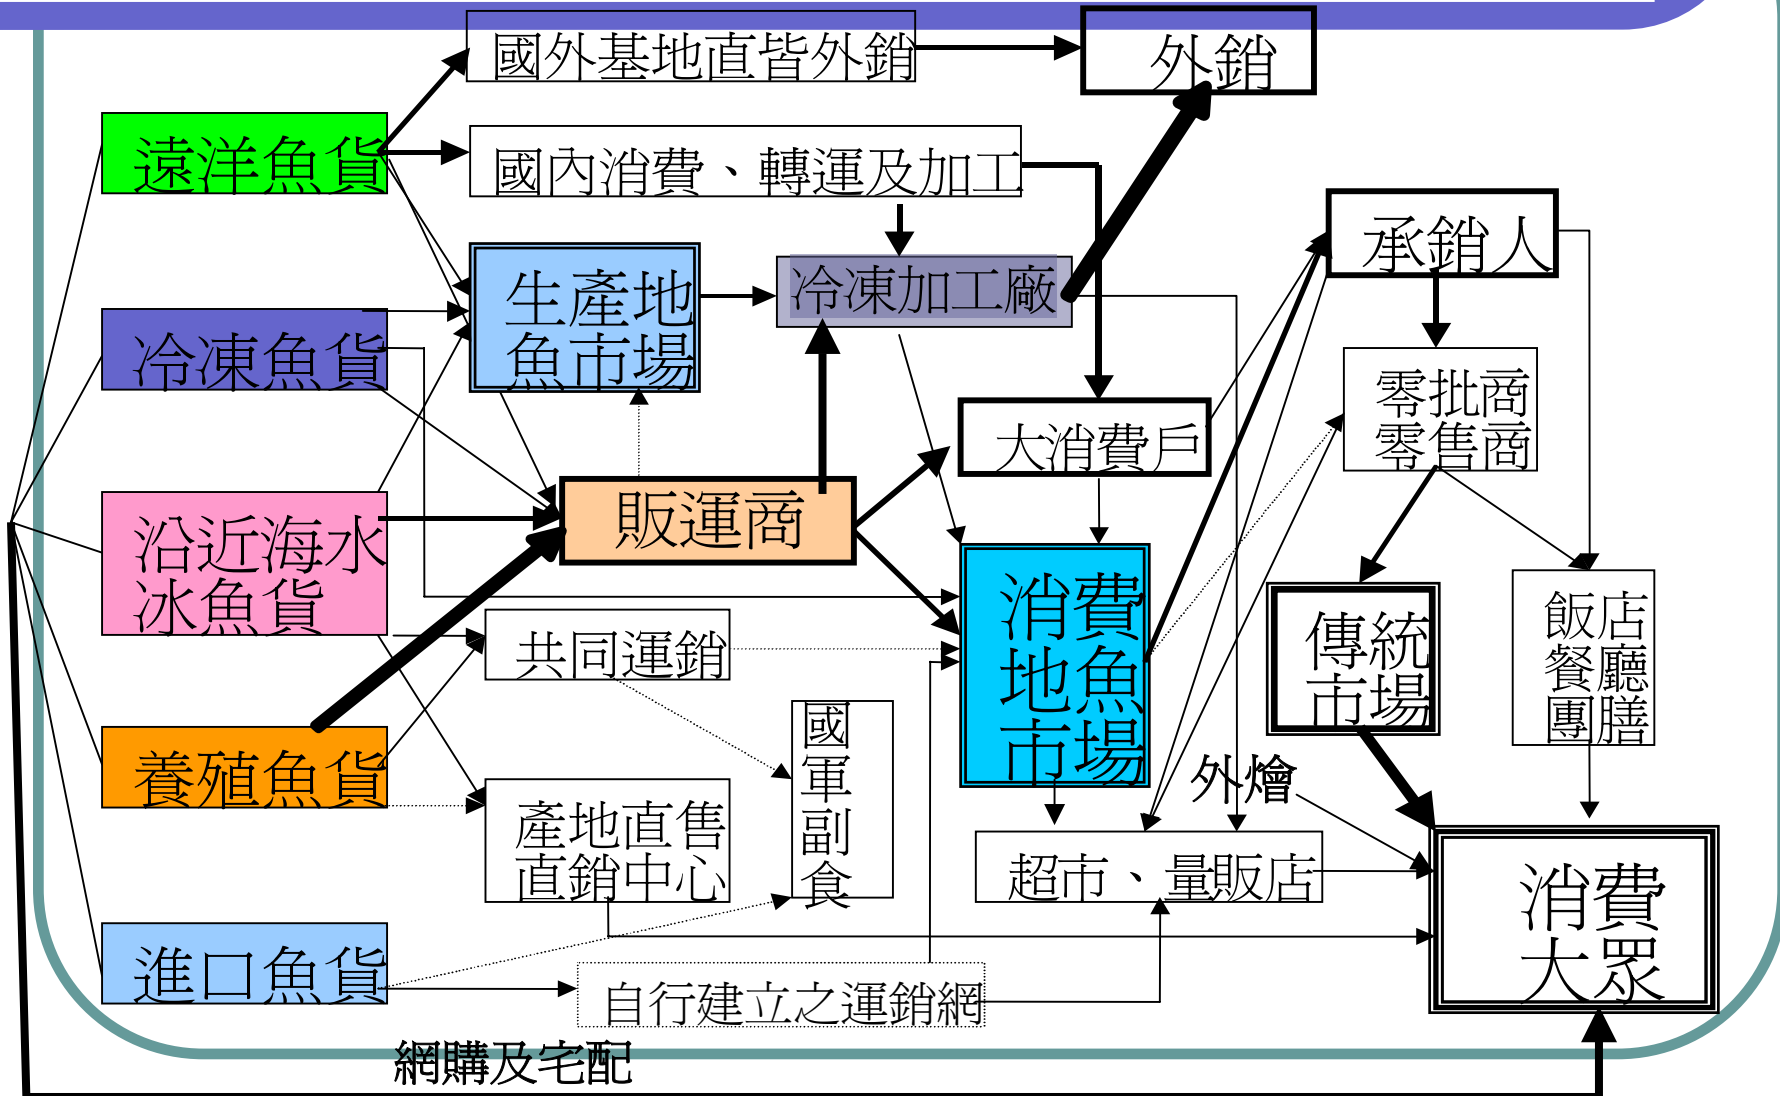 國外基地直皆外銷
外銷
遠洋魚貨
國內消費、轉運及加工
承銷人
生產地
魚市場
冷凍加工廠
冷凍魚貨
零批商
零售商
大消費戶
販運商
沿近海水
冰魚貨
消費
地魚
市場
傳統
市場
飯店
餐廳
團膳
共同運銷
國
軍
副
食
養殖魚貨
外燴
產地直售
直銷中心
超市、量販店
消費
大眾
進口魚貨
自行建立之運銷網
網購及宅配